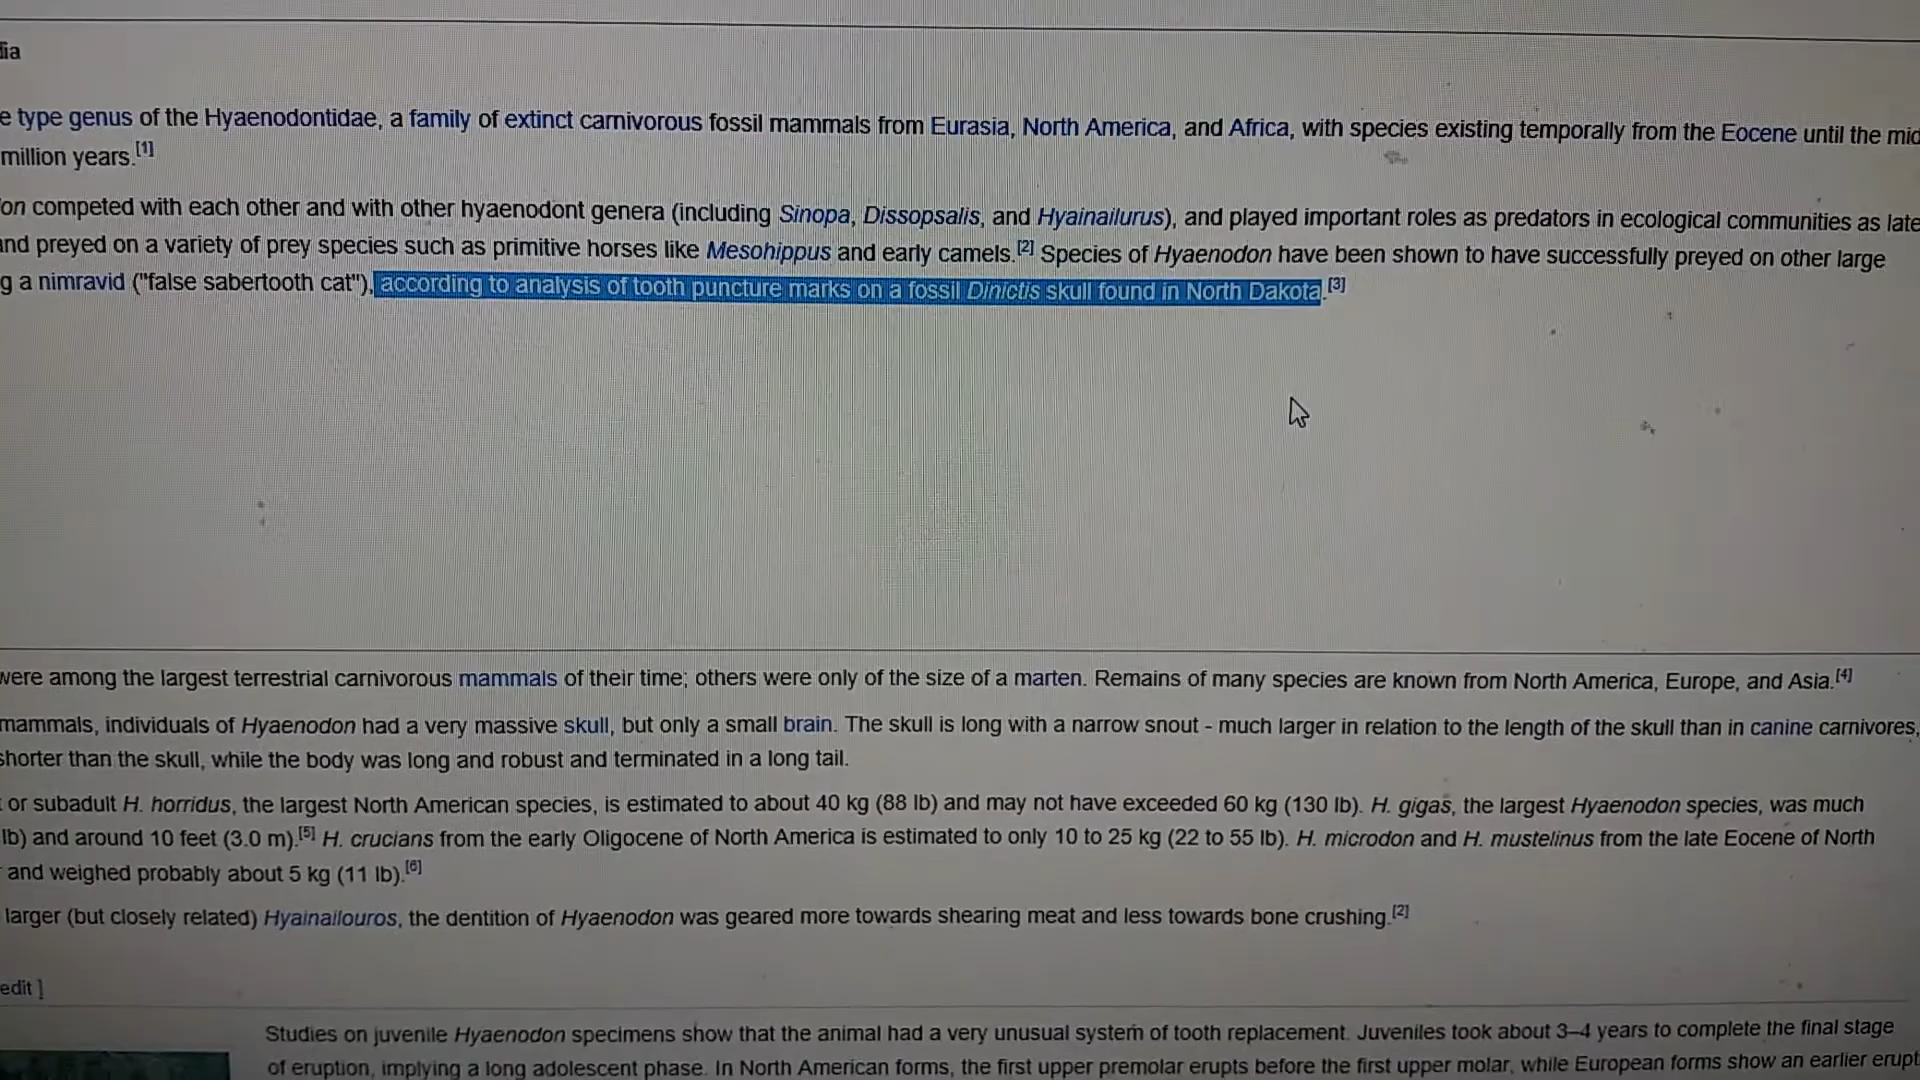 dia
e type genus of the Hyaenodontidae, a family of extinct carnivorous fossil mammals from Eurasia, North America, and Africa, with species existing temporally from the Eocene until the mid
million years.[1]
on competed with each other and with other hyaenodont genera (including Sinopa, Dissopsalis, and Hyainailurus), and played important roles as predators in ecological communities as late
and preyed on a variety of prey species such as primitive horses like Mesohippus and early camels.[2] Species of Hyaenodon have been shown to have successfully preyed on other large
g a nimravid ("false sabertooth cat"), according to analysis of tooth puncture marks on a fossil Dinictis skull found in North Dakota.[3]
were among the largest terrestrial carnivorous mammals of their time; others were only of the size of a marten. Remains of many species are known from North America, Europe, and Asia.[4]
mammals, individuals of Hyaenodon had a very massive skull, but only a small brain. The skull is long with a narrow snout - much larger in relation to the length of the skull than in canine carnivores,
shorter than the skull, while the body was long and robust and terminated in a long tail.
or subadult H. horridus, the largest North American species, is estimated to about 40 kg (88 lb) and may not have exceeded 60 kg (130 lb). H. gigas, the largest Hyaenodon species, was much
lb) and around 10 feet (3.0 m).[5] H. crucians from the early Oligocene of North America is estimated to only 10 to 25 kg (22 to 55 lb). H. microdon and H. mustelinus from the late Eocene of North
and weighed probably about 5 kg (11 lb).[6]
larger (but closely related) Hyainailouros, the dentition of Hyaenodon was geared more towards shearing meat and less towards bone crushing.[2]
edit ]
Studies on juvenile Hyaenodon specimens show that the animal had a very unusual system of tooth replacement. Juveniles took about 3–4 years to complete the final stage
of eruption, implying a long adolescent phase. In North American forms, the first upper premolar erupts before the first upper molar, while European forms show an earlier erupt